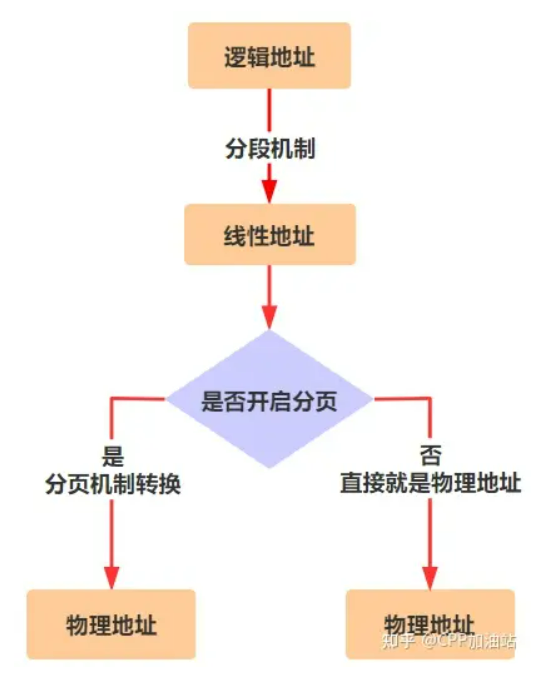 逻辑地址
分段机制
线性地址
是否开启分页
是
分页机制转换
否
直接就是物理地址
物理地址
物理地址
知乎 @CPP加油站